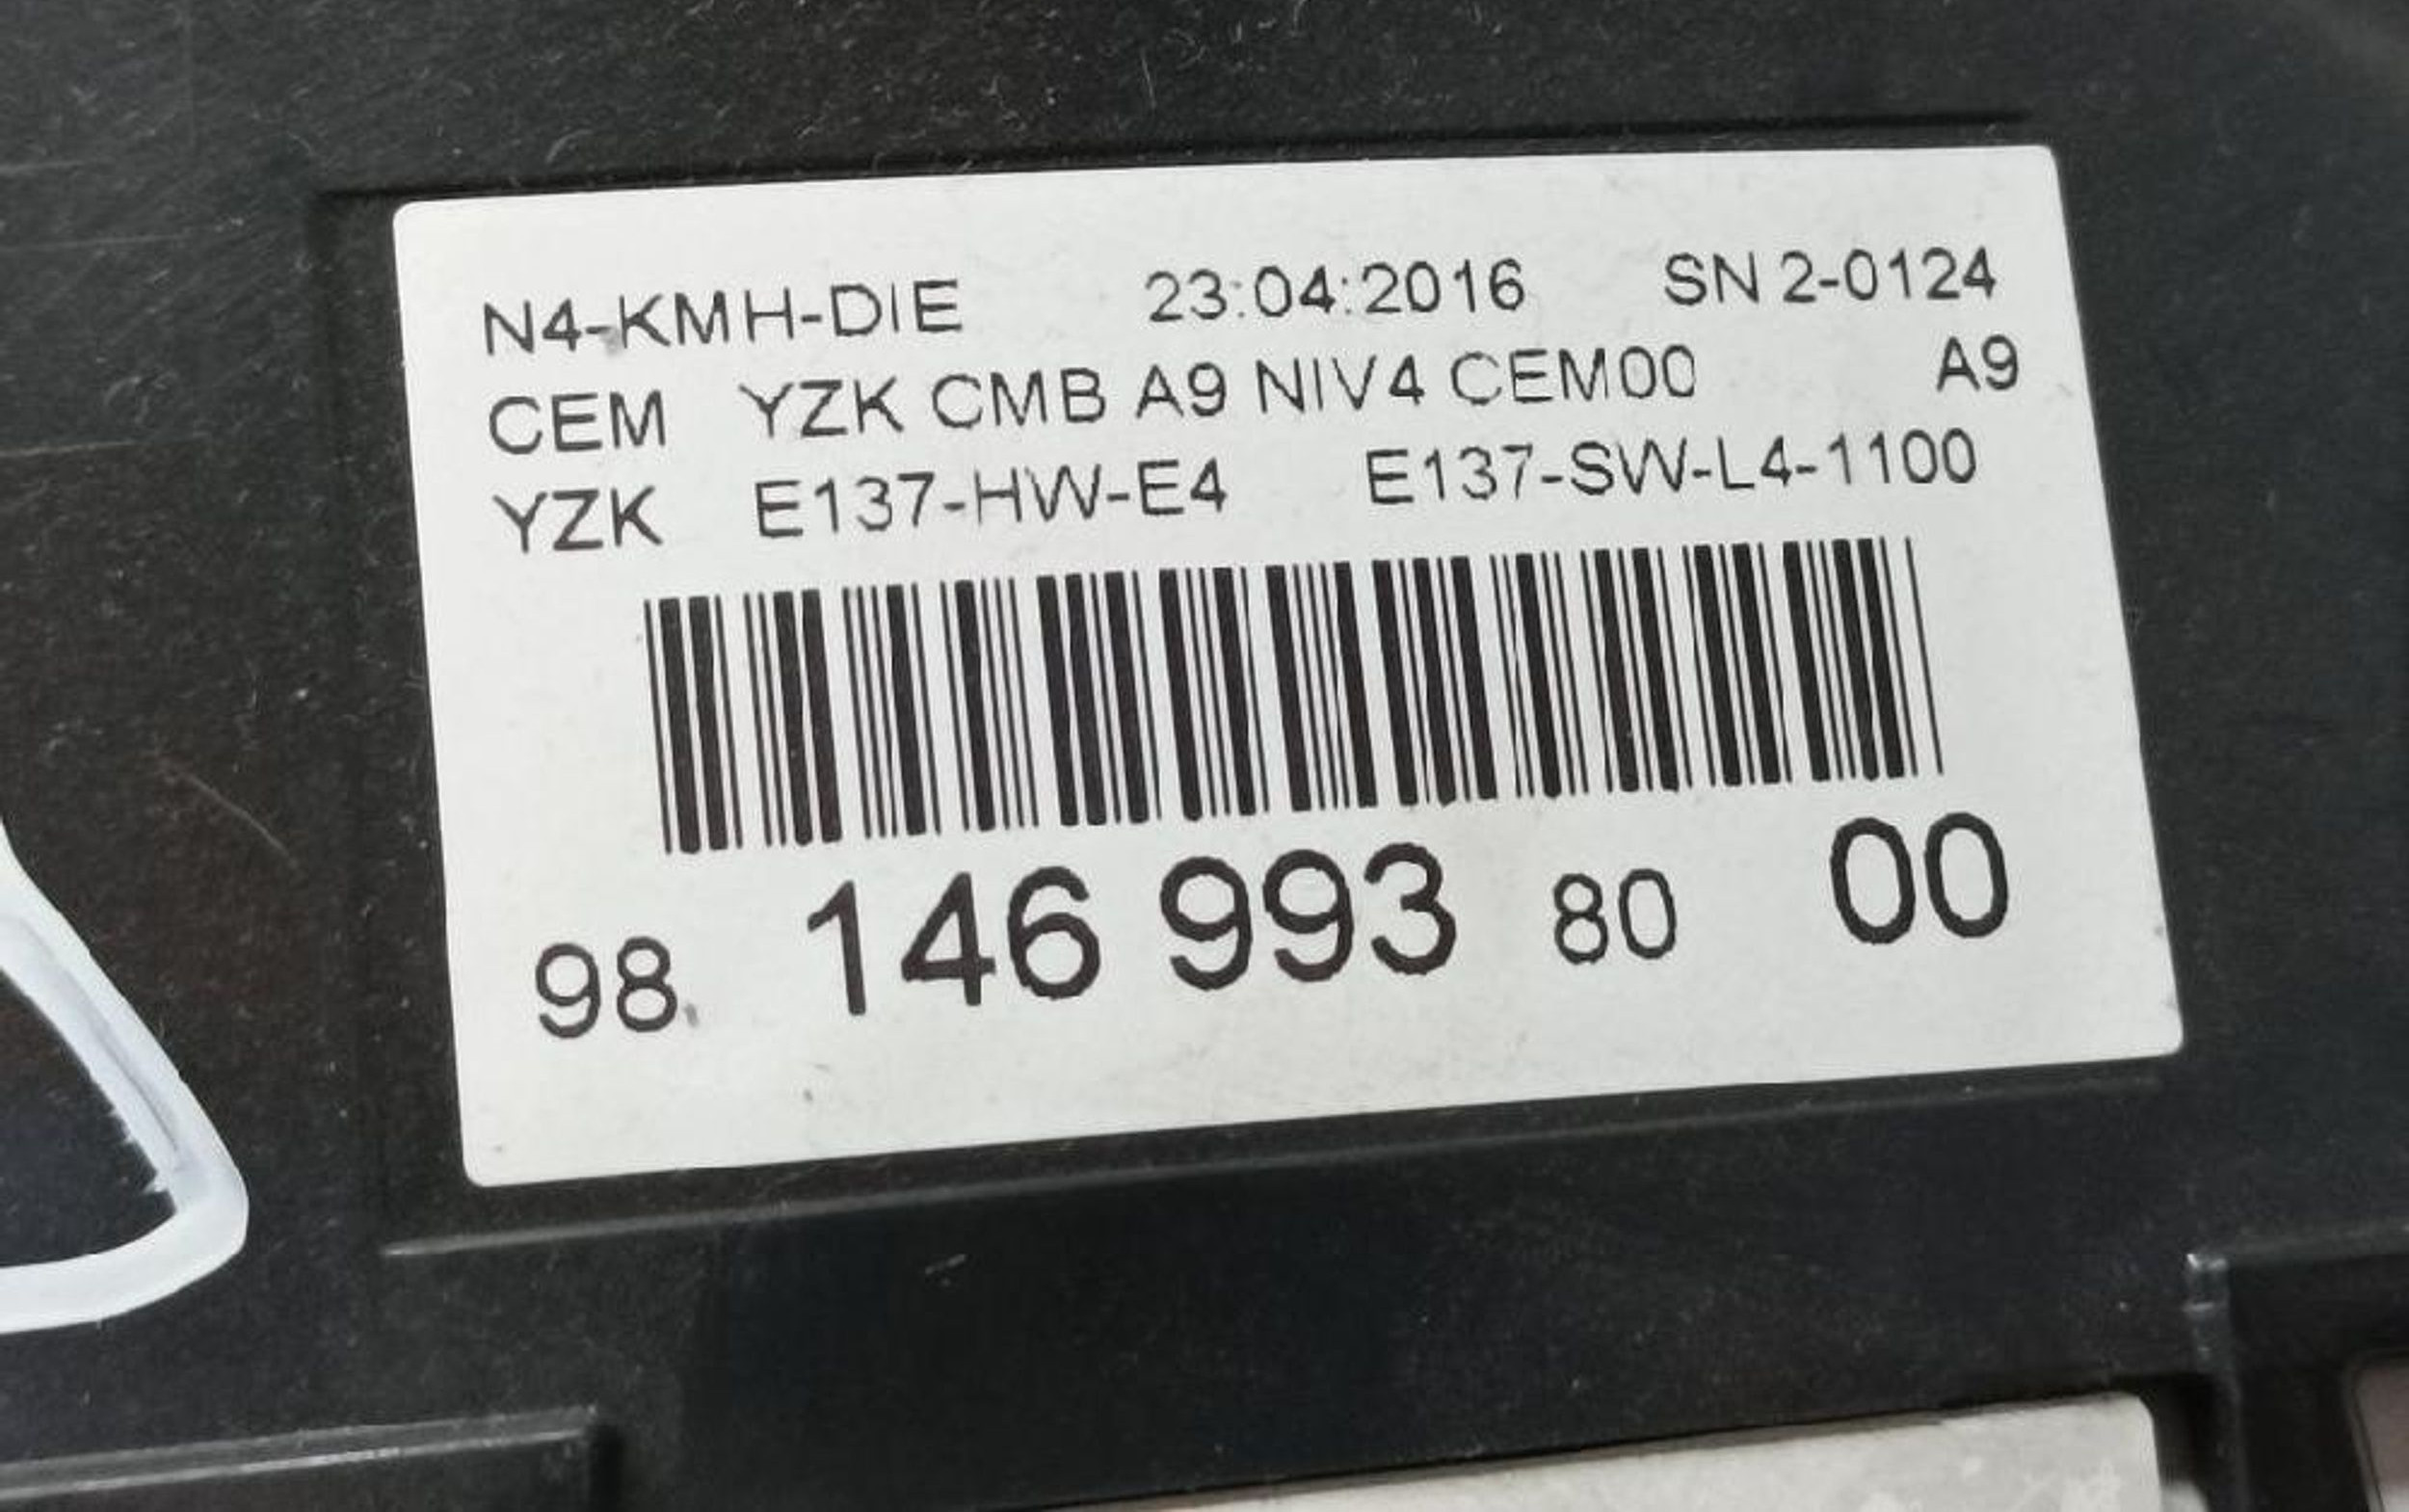 N4-KMH-DIE 23:04:2016 SN 2-0124
CEM YZK CMB A9 NIV4 CEM00 A9
YZK E137-HW-E4 E137-SW-L4-1100
98 146 993 80 00